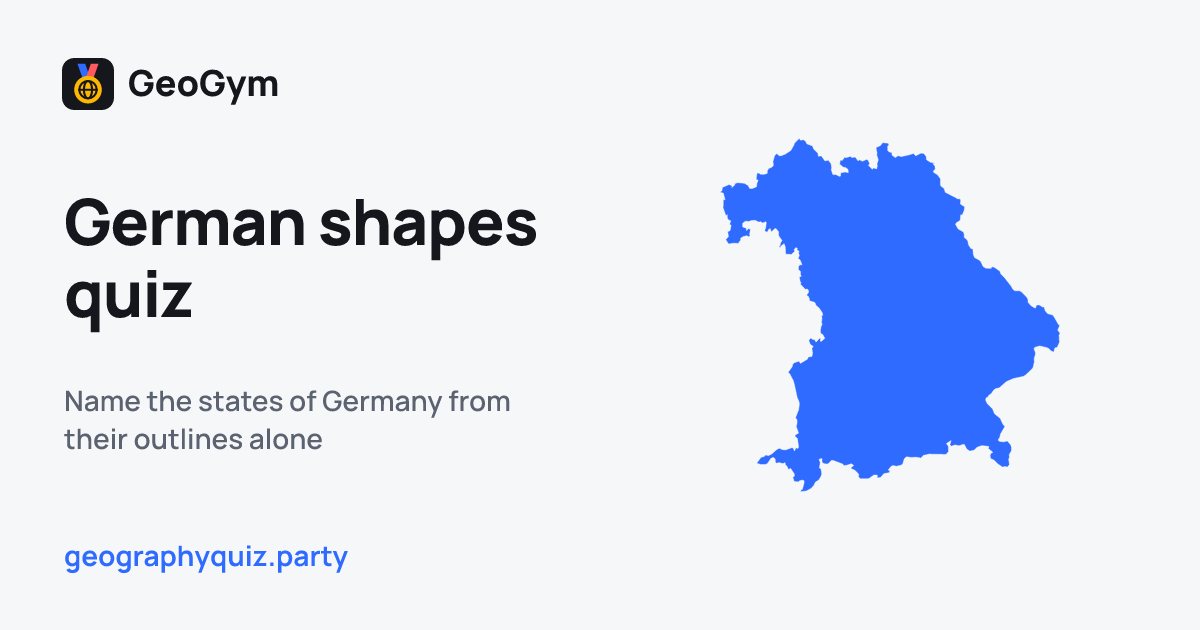 GeoGym
German shapes
quiz
Name the states of Germany from
their outlines alone
geographyquiz.party